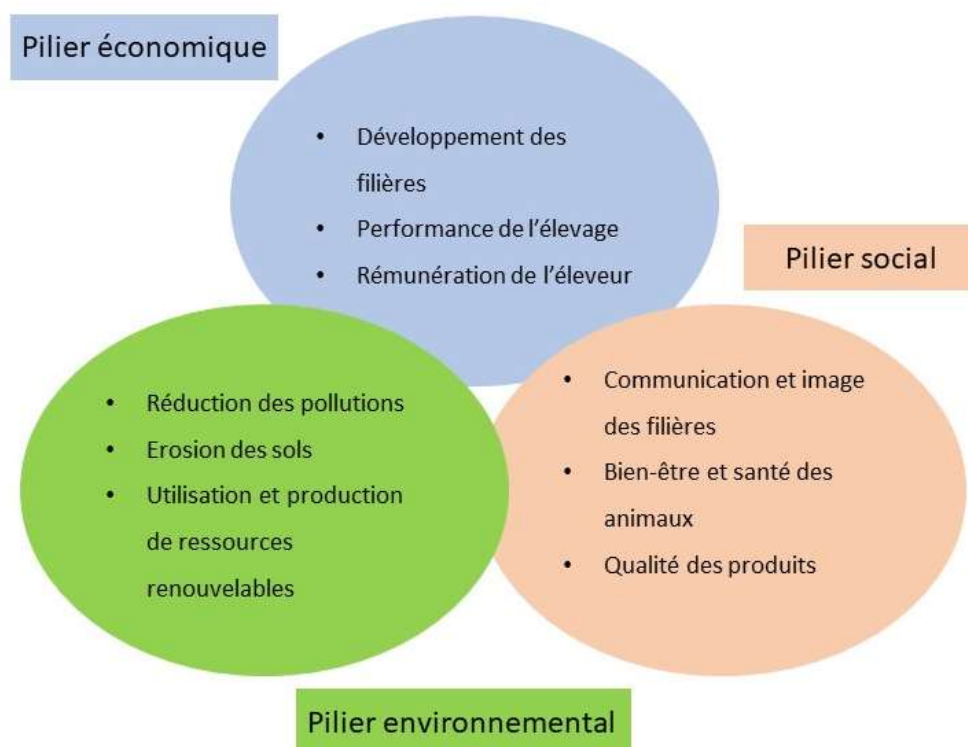 Pilier économique
• Développement des
filières
• Performance de l’élevage
• Rémunération de l’éleveur
Pilier social
• Communication et image
des filières
• Bien-être et santé des
animaux
• Qualité des produits
• Réduction des pollutions
• Erosion des sols
• Utilisation et production
de ressources
renouvelables
Pilier environnemental